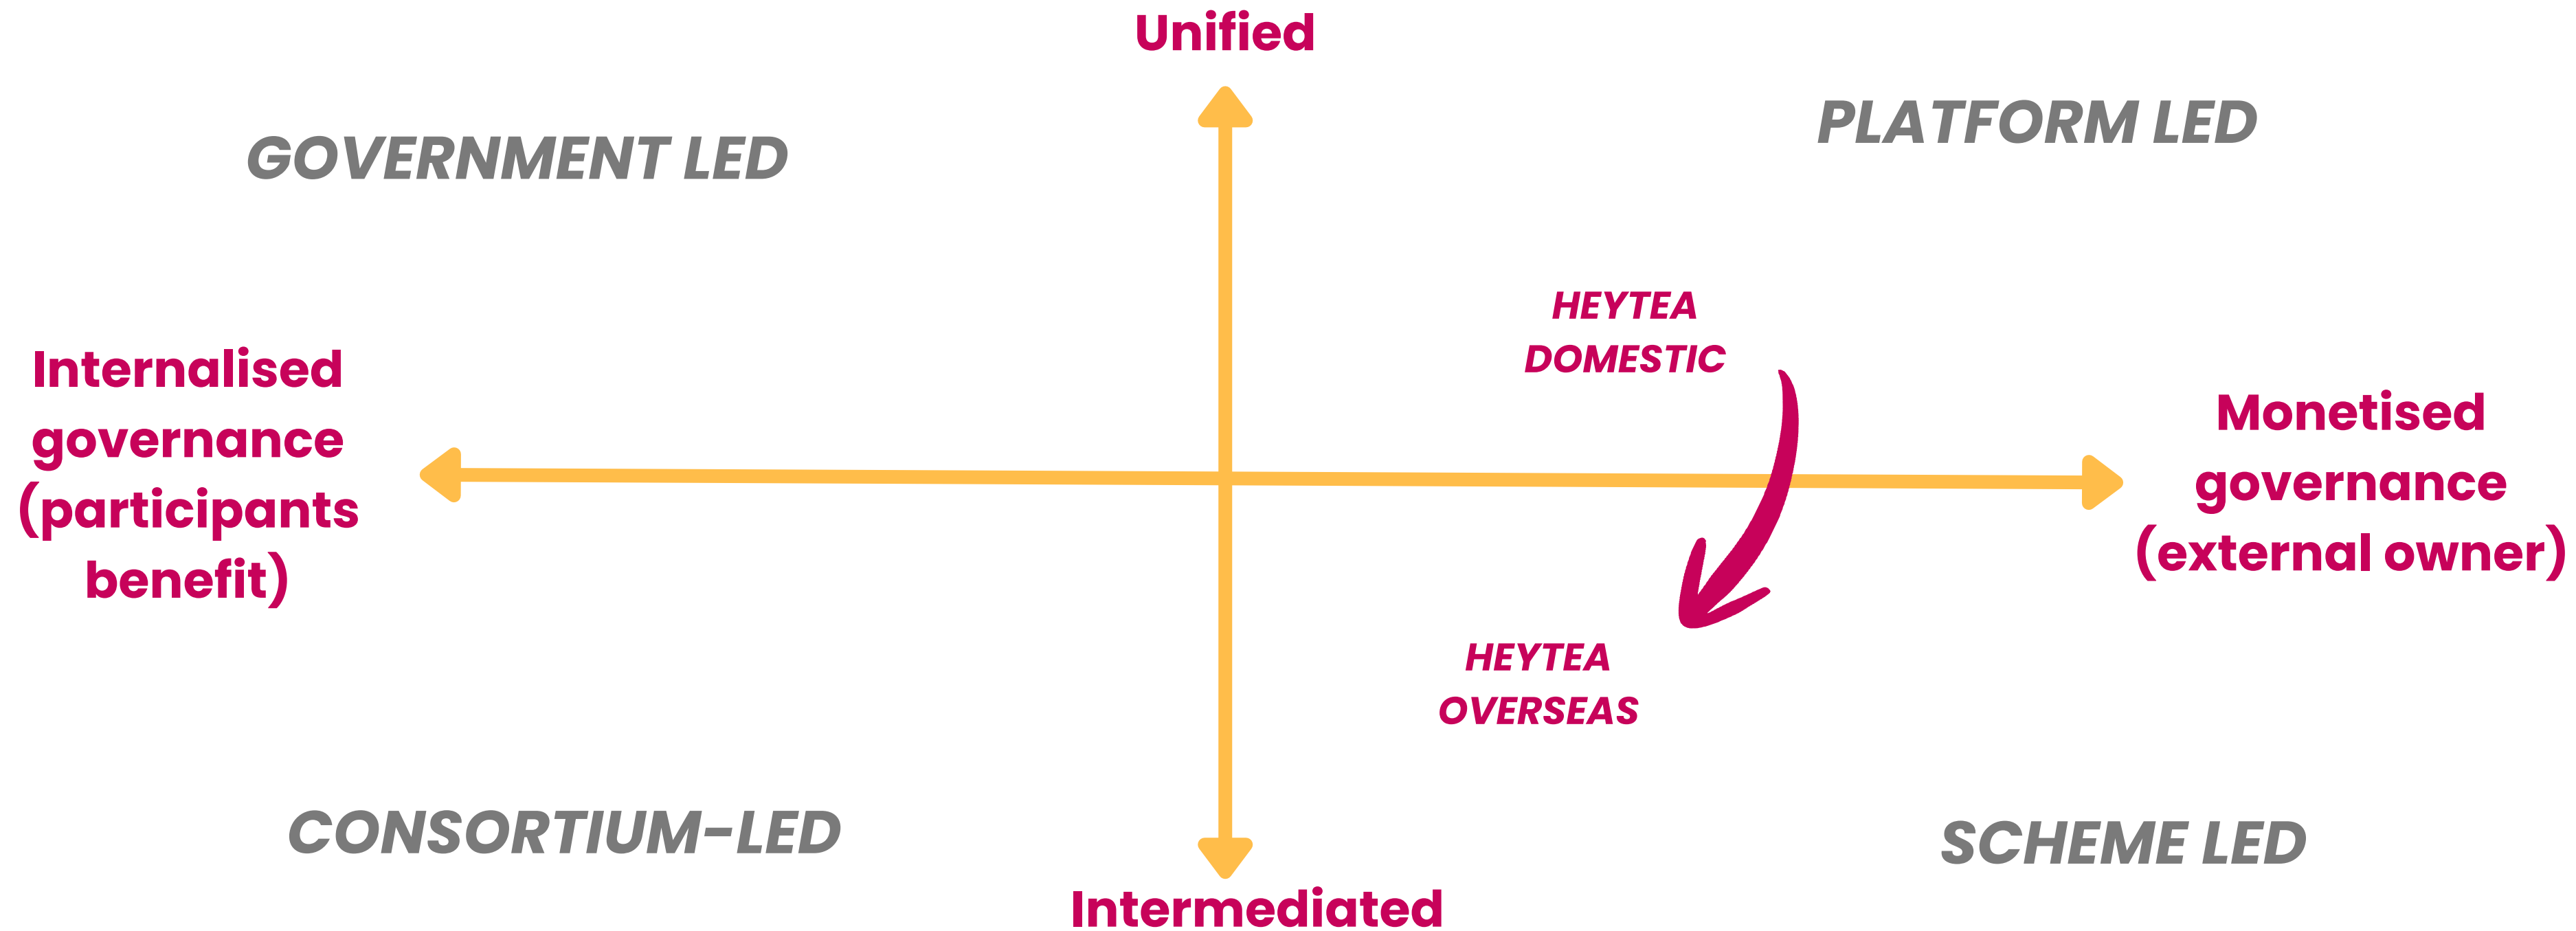 Unified
GOVERNMENT LED
PLATFORM LED
HEYTEA
DOMESTIC
Internalised
governance
(participants
benefit)
Monetised
governance
(external owner)
HEYTEA
OVERSEAS
CONSORTIUM-LED
SCHEME LED
Intermediated